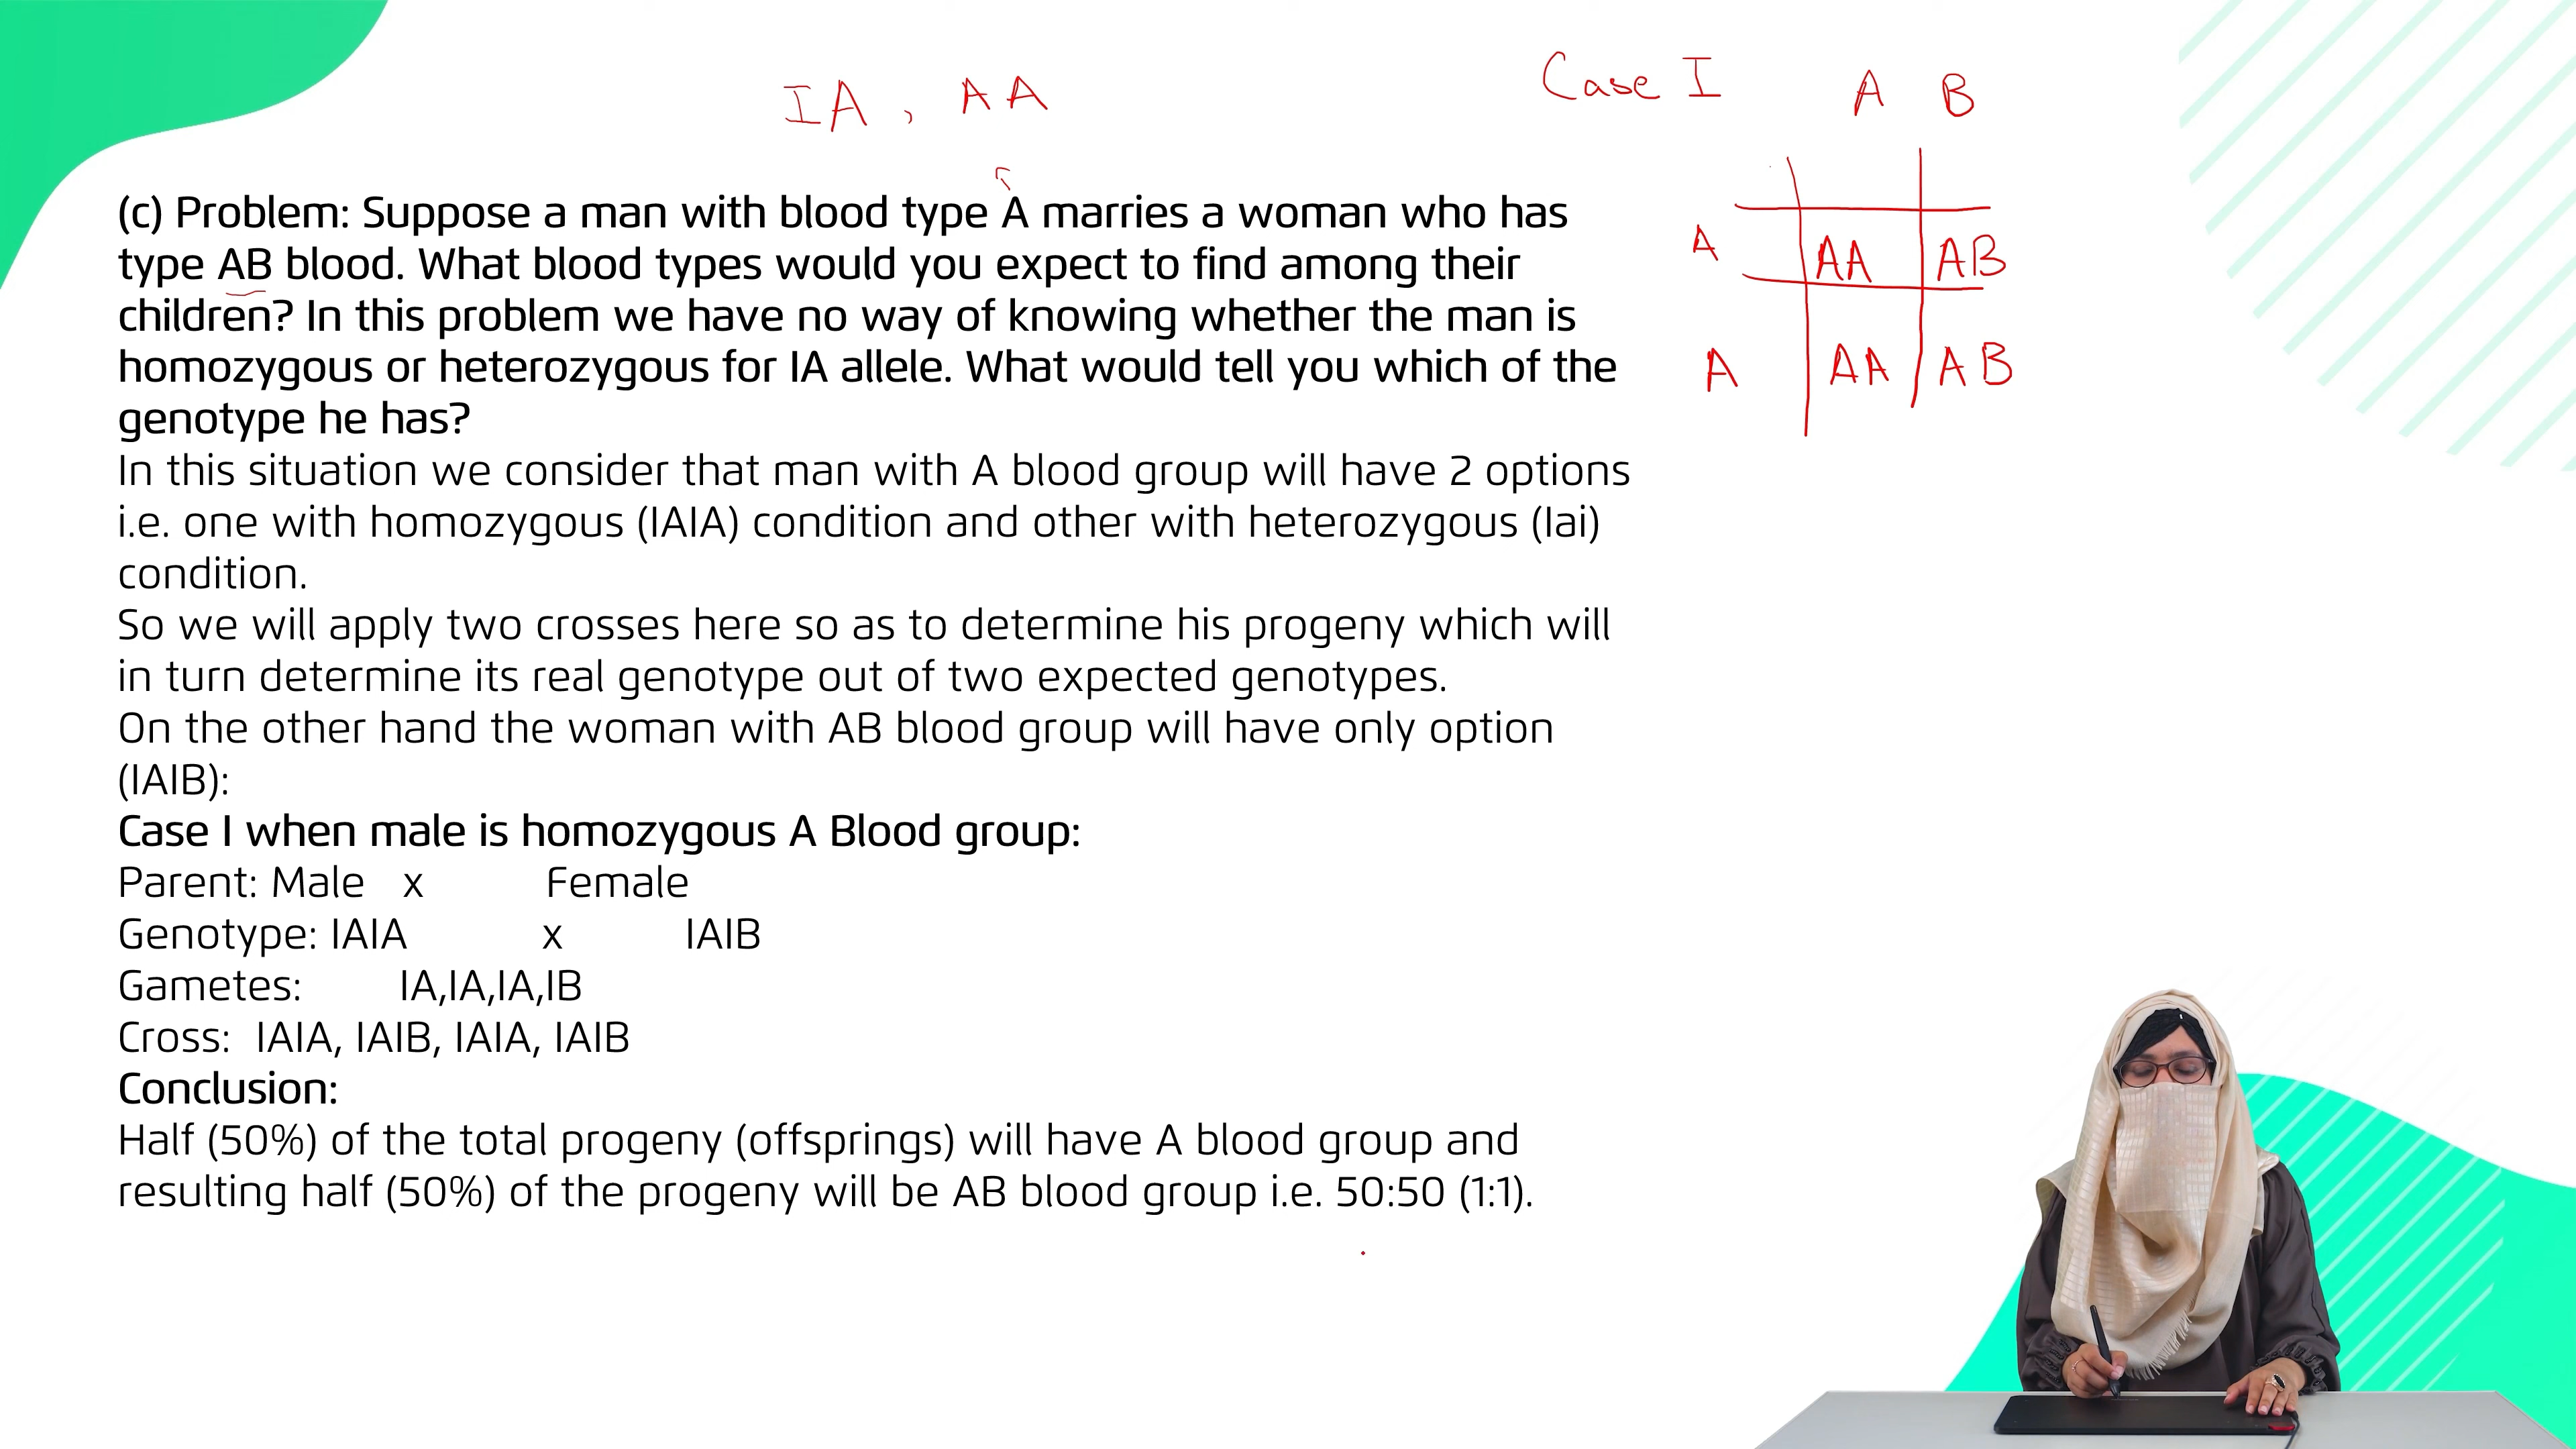 IA , AA
Case I
A B
A AA AB
A AA AB
(c) Problem: Suppose a man with blood type A marries a woman who has
type AB blood. What blood types would you expect to find among their
children? In this problem we have no way of knowing whether the man is
homozygous or heterozygous for IA allele. What would tell you which of the
genotype he has?
In this situation we consider that man with A blood group will have 2 options
i.e. one with homozygous (IAIA) condition and other with heterozygous (Iai)
condition.
So we will apply two crosses here so as to determine his progeny which will
in turn determine its real genotype out of two expected genotypes.
On the other hand the woman with AB blood group will have only option
(IAIB):
Case I when male is homozygous A Blood group:
Parent: Male x Female
Genotype: IAIA x IAIB
Gametes: IA,IA,IA,IB
Cross: IAIA, IAIB, IAIA, IAIB
Conclusion:
Half (50%) of the total progeny (offsprings) will have A blood group and
resulting half (50%) of the progeny will be AB blood group i.e. 50:50 (1:1).